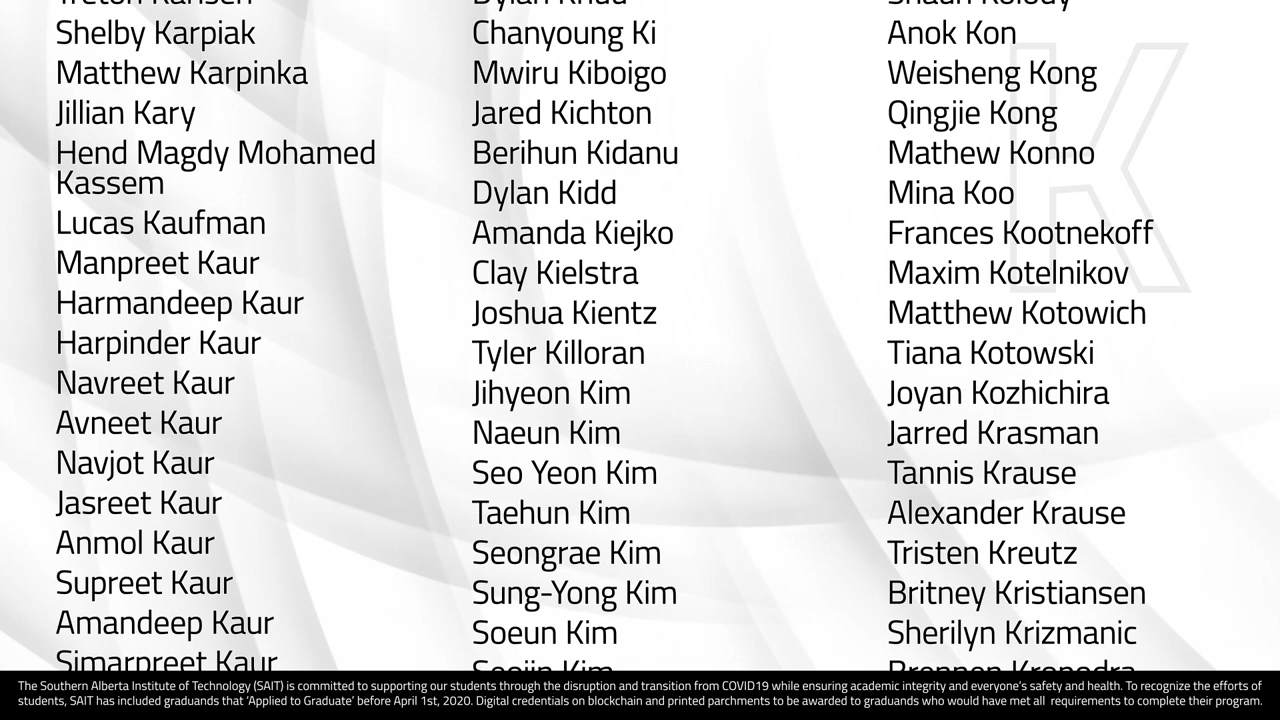 Shelby Karpiak
Matthew Karpinka
Jillian Kary
Hend Magdy Mohamed
Kassem
Lucas Kaufman
Manpreet Kaur
Harmandeep Kaur
Harpinder Kaur
Navreet Kaur
Avneet Kaur
Navjot Kaur
Jasreet Kaur
Anmol Kaur
Supreet Kaur
Amandeep Kaur
Simarpreet Kaur
Chanyoung Ki
Mwiru Kiboigo
Jared Kichton
Berihun Kidanu
Dylan Kidd
Amanda Kiejko
Clay Kielstra
Joshua Kientz
Tyler Killoran
Jihyeon Kim
Naeun Kim
Seo Yeon Kim
Taehun Kim
Seongrae Kim
Sung-Yong Kim
Soeun Kim
Kim
Anok Kon
Weisheng Kong
Qingjie Kong
Mathew Konno
Mina Koo
Frances Kootnekoff
Maxim Kotelnikov
Matthew Kotowich
Tiana Kotowski
Joyan Kozhichira
Jarred Krasman
Tannis Krause
Alexander Krause
Tristen Kreutz
Britney Kristiansen
Sherilyn Krizmanic
K
The Southern Alberta Institute of Technology (SAIT) is committed to supporting our students through the disruption and transition from COVID19 while ensuring academic integrity and everyone's safety and health. To recognize the efforts of
students, SAIT has included graduands that 'Applied to Graduate' before April 1st, 2020. Digital credentials on blockchain and printed parchments to be awarded to graduands who would have met all requirements to complete their program.